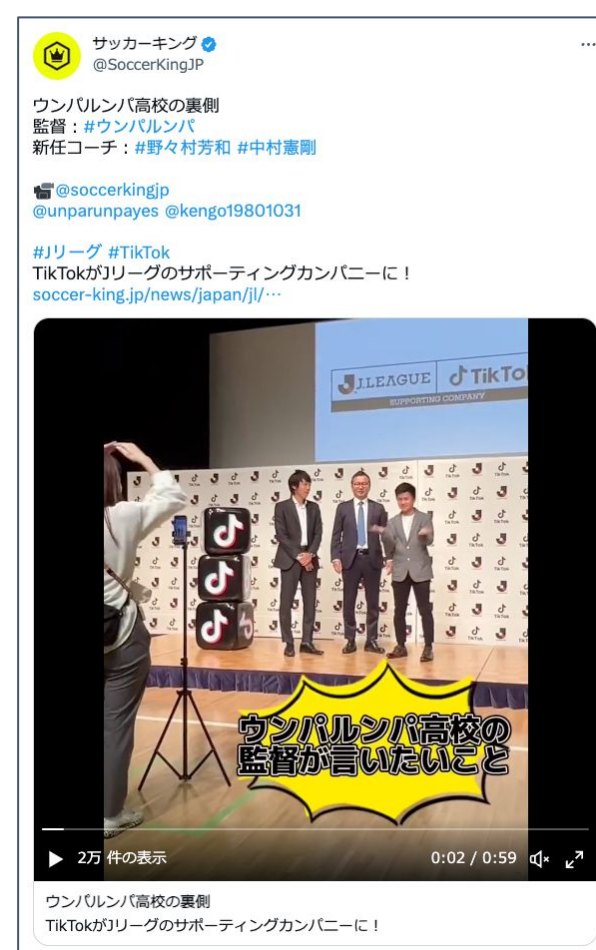 サッカーキング
@SoccerKingJP
ウンパルンパ高校の裏側
監督：#ウンパルンパ
新任コーチ：#野々村芳和 #中村憲剛
@soccerkingjp
@unparunpayes @kengo19801031
#Jリーグ #TikTok
TikTokがJリーグのサポーティングカンパニーに！
soccer-king.jp/news/japan/jl/…
J.LEAGUE TikTo
SUPPORTING COMPANY
ウンパルンパ高校の
監督が言いたいこと
2万 件の表示
0:02 / 0:59
ウンパルンパ高校の裏側
TikTokがJリーグのサポーティングカンパニーに！